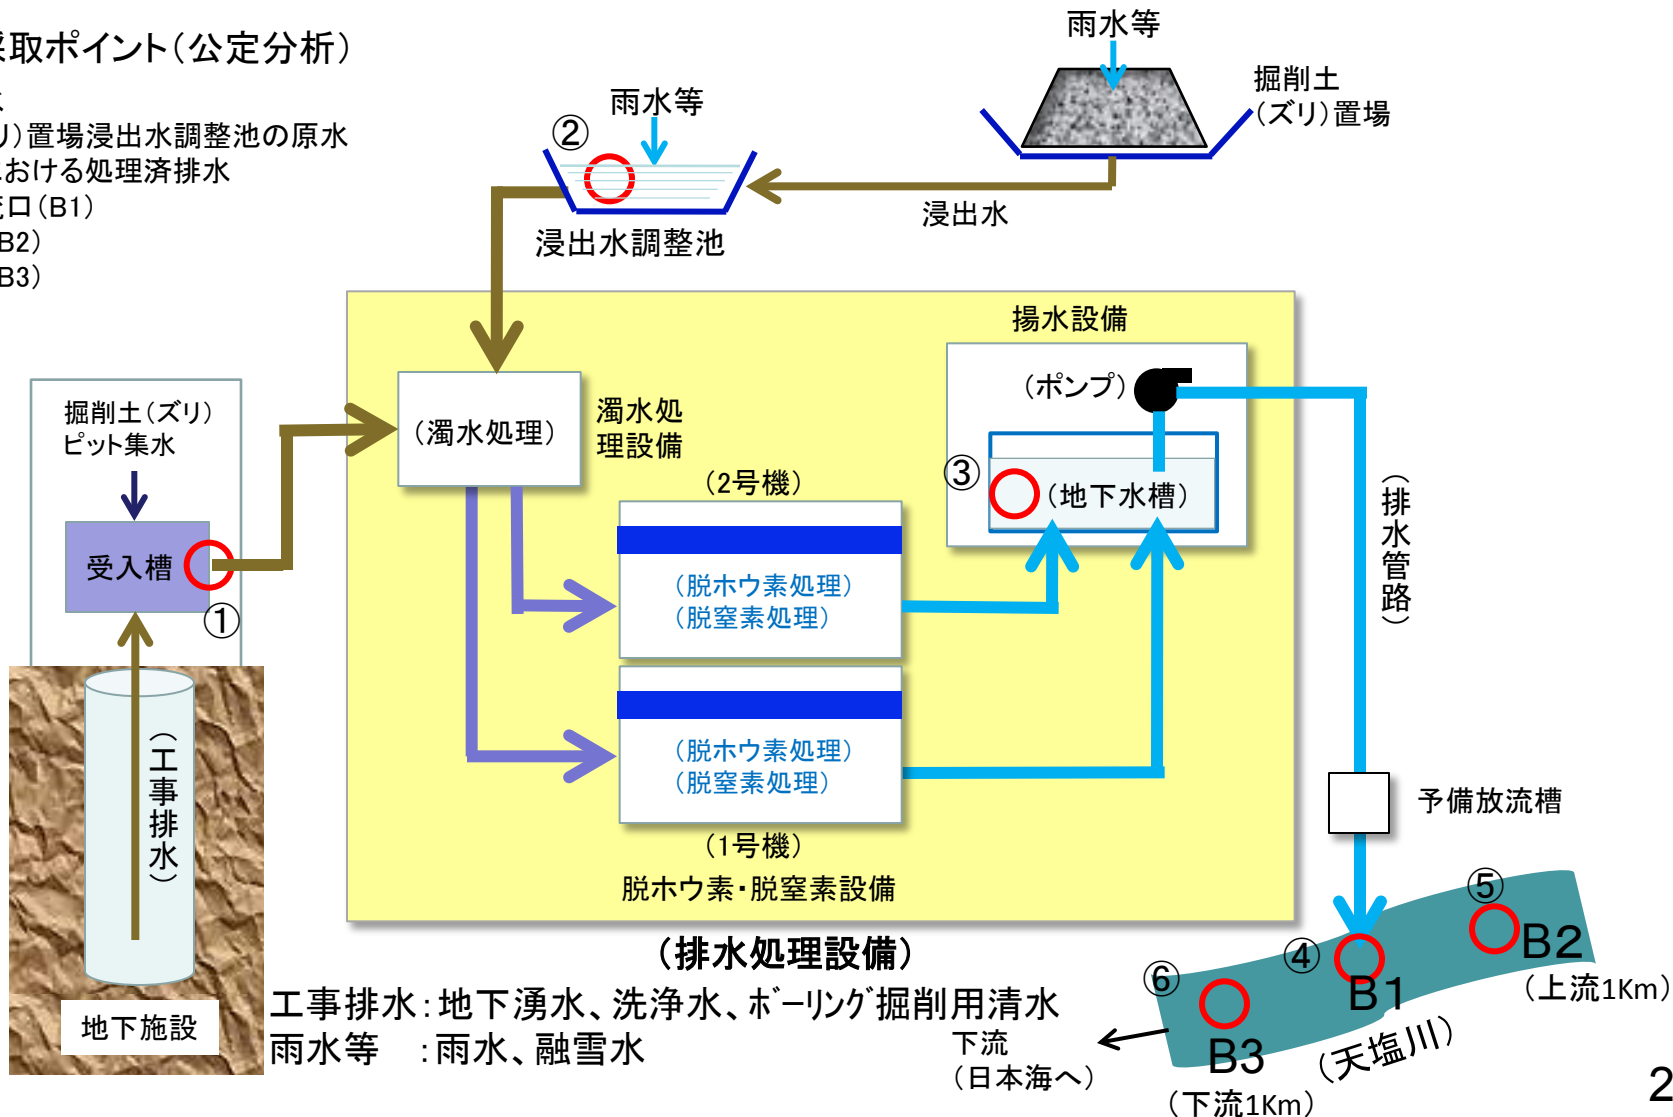 採取ポイント（公定分析）
リ）置場浸出水調整池の原水
における処理済排水
流口（B1）
B2）
B3）
雨水等
掘削土
（ズリ）置場
雨水等
②
浸出水
浸出水調整池
揚水設備
（ポンプ）
掘削土（ズリ）
ピット集水
（濁水処理）
濁水処
理設備
（2号機）
③
（地下水槽）
（排水管路）
受入槽
①
（脱ホウ素処理）
（脱窒素処理）
（工事排水）
（脱ホウ素処理）
（脱窒素処理）
予備放流槽
（1号機）
脱ホウ素・脱窒素設備
（排水処理設備）
⑤
B2
（上流1Km）
④
B1
⑥
B3
（下流1Km）
（天塩川）
下流
（日本海へ）
地下施設
工事排水：地下湧水、洗浄水、ボーリング掘削用清水
雨水等　：雨水、融雪水
2